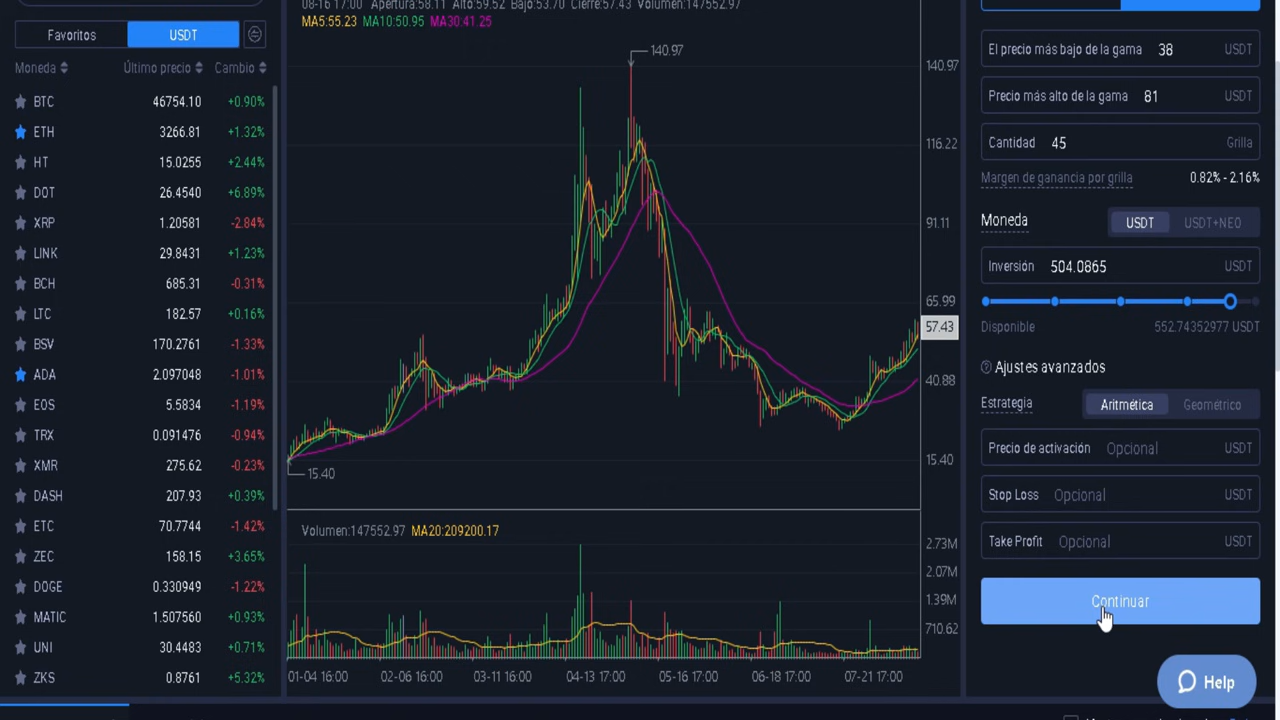 Favoritos USDT
Moneda Último precio Cambio
BTC 46754.10 +0.90%
ETH 3266.81 +1.32%
HT 15.0255 +2.44%
DOT 26.4540 +6.89%
XRP 1.20581 -2.84%
LINK 29.8431 +1.23%
BCH 685.31 -0.31%
LTC 182.57 +0.16%
BSV 170.2761 -1.33%
ADA 2.097048 -1.01%
EOS 5.5834 -1.19%
TRX 0.091476 -0.94%
XMR 275.62 -0.23%
DASH 207.93 +0.39%
ETC 70.7744 -1.42%
ZEC 158.15 +3.65%
DOGE 0.330949 -1.22%
MATIC 1.507560 +0.93%
UNI 30.4483 +0.71%
ZKS 0.8761 +5.32%
08-16 17:00 Apertura:58.11 Alto:59.52 Bajo:53.70 Cierre:57.43 Volumen:147552.97
MA5:55.23 MA10:50.95 MA30:41.25
140.97
15.40
140.97
116.22
91.11
65.99
57.43
40.88
15.40
Volumen:147552.97 MA20:209200.17
2.73M
2.07M
1.39M
710.62
01-04 16:00 02-06 16:00 03-11 16:00 04-13 17:00 05-16 17:00 06-18 17:00 07-21 17:00
El precio más bajo de la gama 38 USDT
Precio más alto de la gama 81 USDT
Cantidad 45 Grilla
Margen de ganancia por grilla 0.82% - 2.16%
Moneda USDT USDT+NEO
Inversión 504.0865 USDT
Disponible 552.74352977 USDT
Ajustes avanzados
Estrategia Aritmética Geométrico
Precio de activación Opcional USDT
Stop Loss Opcional USDT
Take Profit Opcional USDT
Continuar
Help